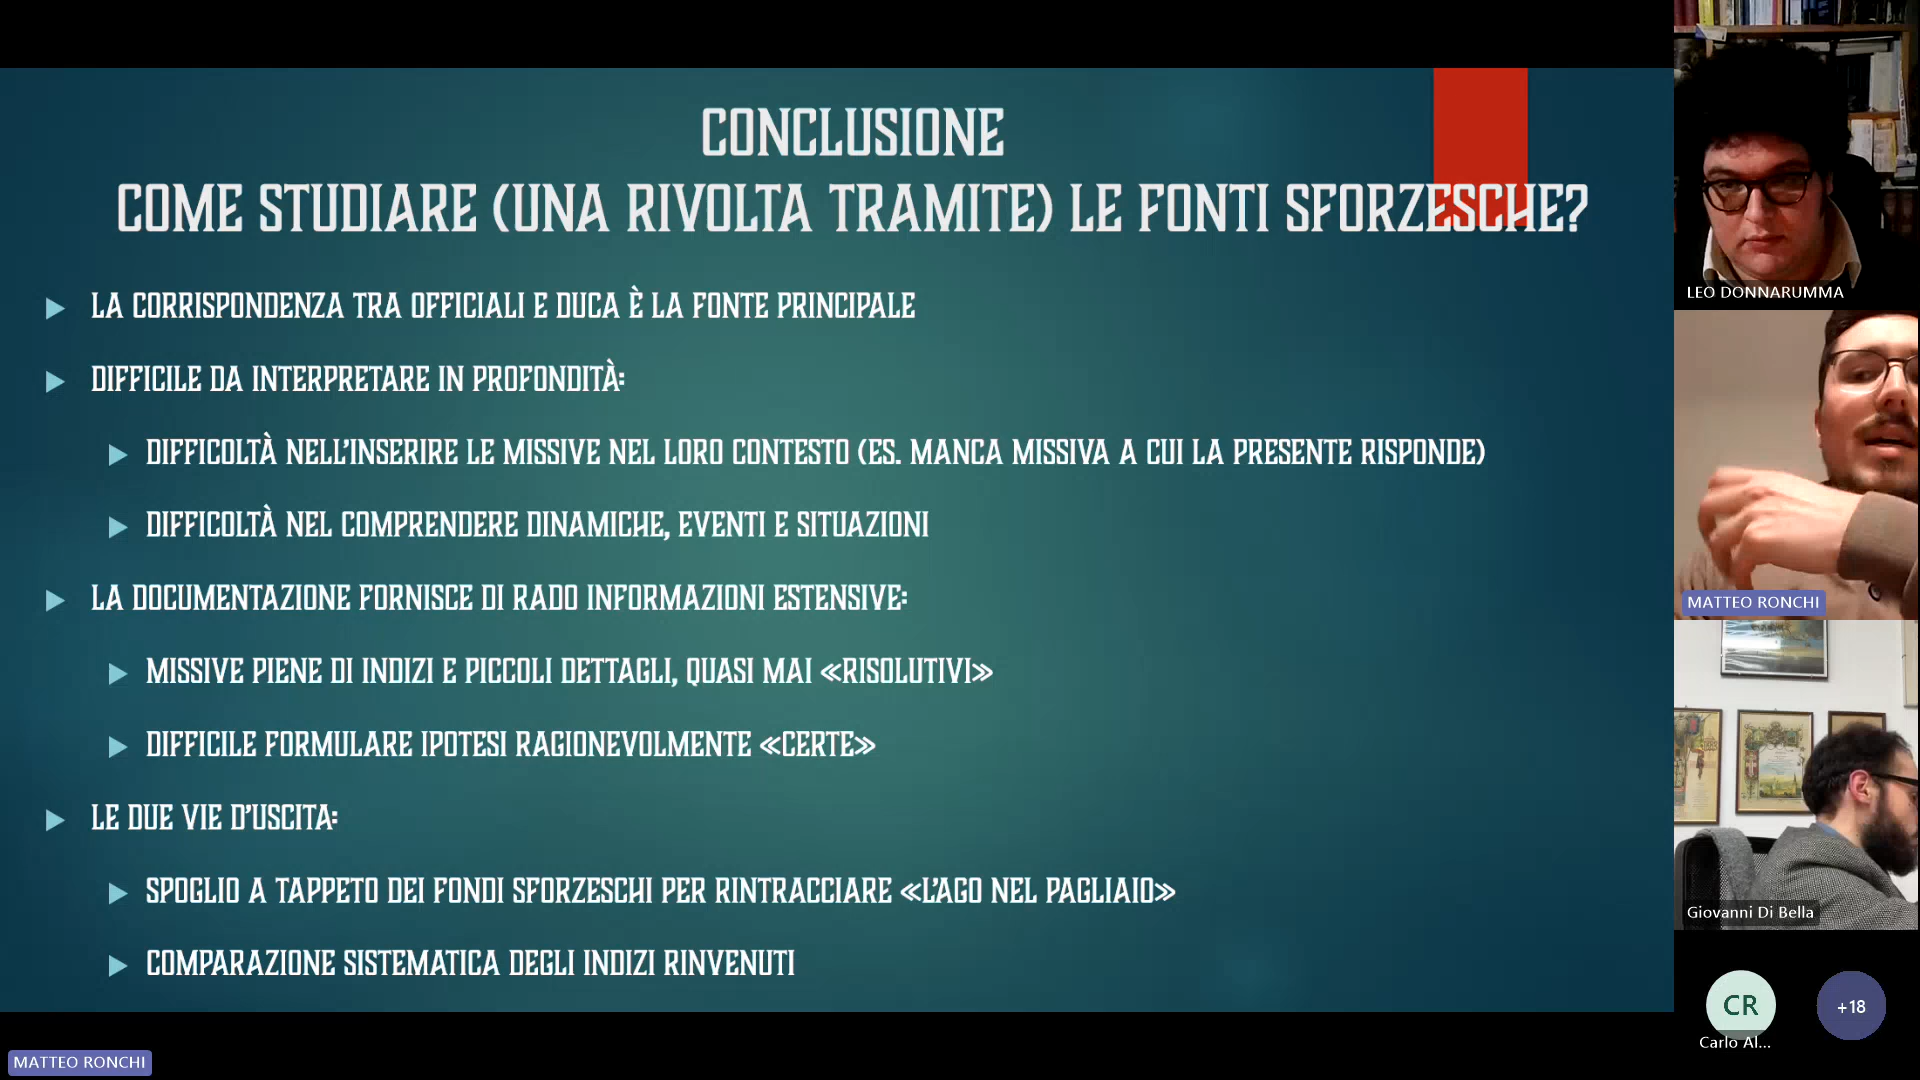 CONCLUSIONE
COME STUDIARE (UNA RIVOLTA TRAMITE) LE FONTI SFORZESCHE?
LA CORRISPONDENZA TRA OFFICIALI E DUCA È LA FONTE PRINCIPALE
DIFFICILE DA INTERPRETARE IN PROFONDITÀ:
DIFFICOLTÀ NELL'INSERIRE LE MISSIVE NEL LORO CONTESTO (ES. MANCA MISSIVA A CUI LA PRESENTE RISPONDE)
DIFFICOLTÀ NEL COMPRENDERE DINAMICHE, EVENTI E SITUAZIONI
LA DOCUMENTAZIONE FORNISCE DI RADO INFORMAZIONI ESTENSIVE:
MISSIVE PIENE DI INDIZI E PICCOLI DETTAGLI, QUASI MAI «RISOLUTIVI»
DIFFICILE FORMULARE IPOTESI RAGIONEVOLMENTE «CERTE»
LE DUE VIE D'USCITA:
SPOGLIO A TAPPETO DEI FONDI SFORZESCHI PER RINTRACCIARE «L'AGO NEL PAGLIAIO»
COMPARAZIONE SISTEMATICA DEGLI INDIZI RINVENUTI
MATTEO RONCHI
LEO DONNARUMMA
MATTEO RONCHI
Giovanni Di Bella
CR
Carlo Al...
+18